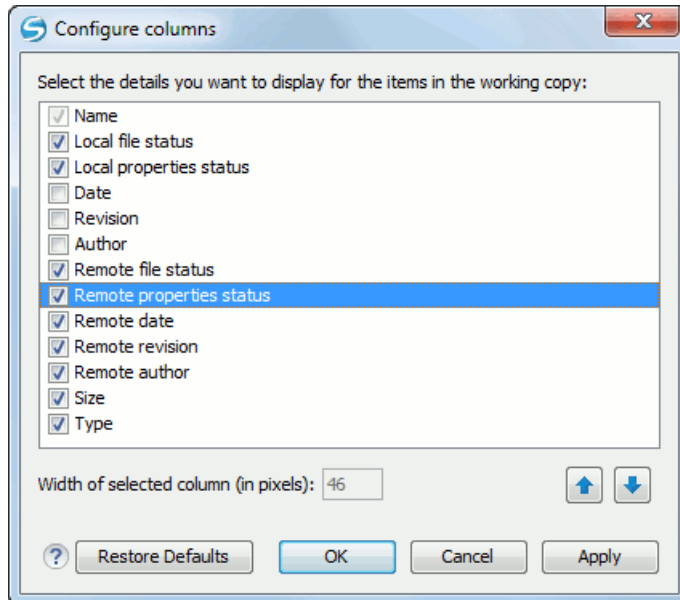 Configure columns
Select the details you want to display for the items in the working copy:
Name
Local file status
Local properties status
Date
Revision
Author
Remote file status
Remote properties status
Remote date
Remote revision
Remote author
Size
Type
Width of selected column (in pixels): 46
? Restore Defaults OK Cancel Apply